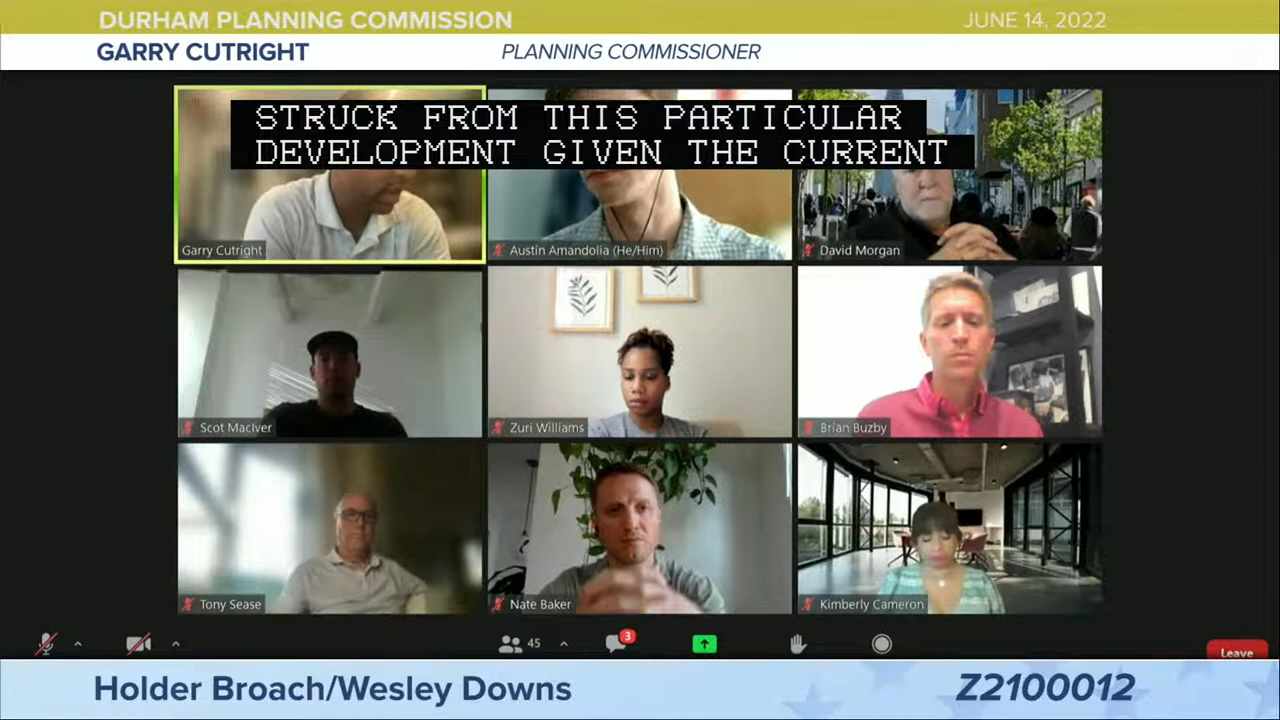 DURHAM PLANNING COMMISSION
JUNE 14, 2022
GARRY CUTRIGHT
PLANNING COMMISSIONER
STRUCK FROM THIS PARTICULAR
DEVELOPMENT GIVEN THE CURRENT
Garry Cutright
Austin Amandolia (He/Him)
David Morgan
Scot MacIver
Zuri Williams
Brian Buzby
Tony Sease
Nate Baker
Kimberly Cameron
45
3
Leave
Holder Broach/Wesley Downs
Z2100012